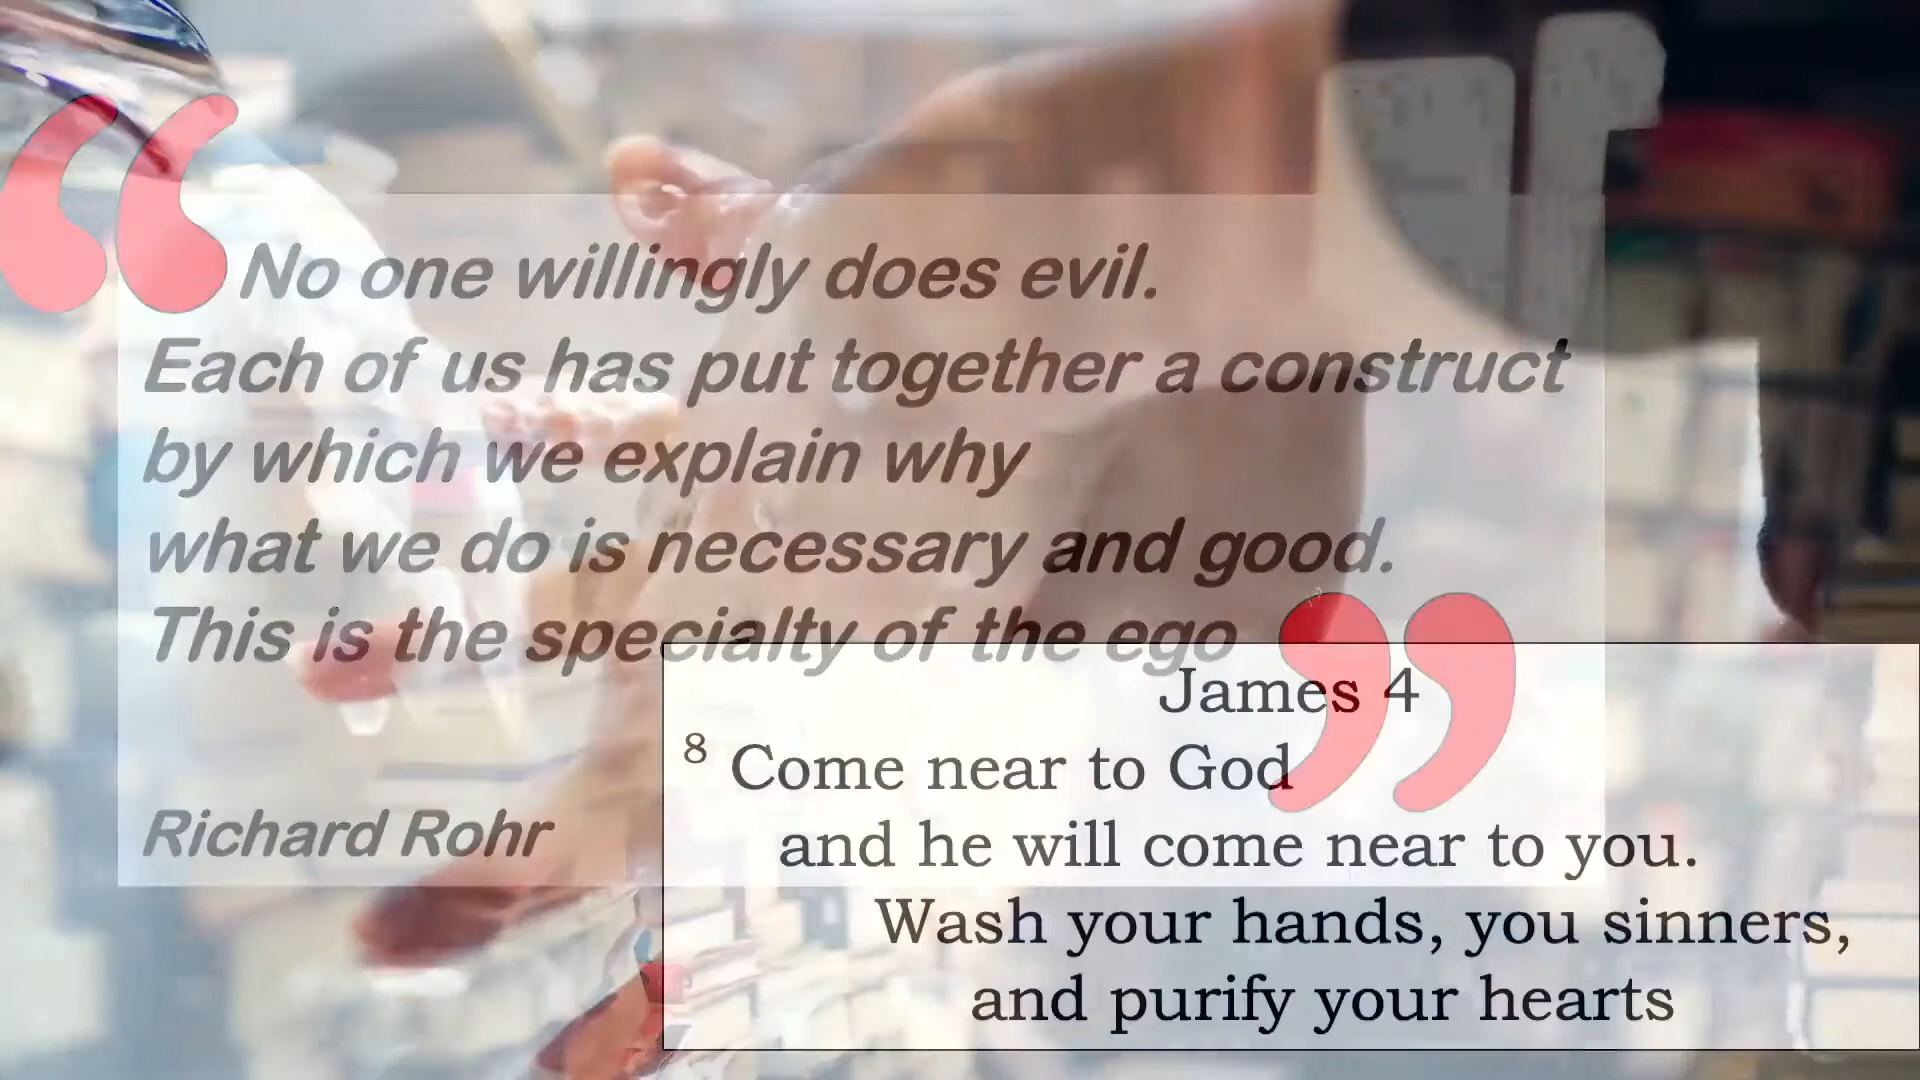 “No one willingly does evil.
Each of us has put together a construct
by which we explain why
what we do is necessary and good.
This is the specialty of the ego”
Richard Rohr
James 4
8 Come near to God
and he will come near to you.
Wash your hands, you sinners,
and purify your hearts